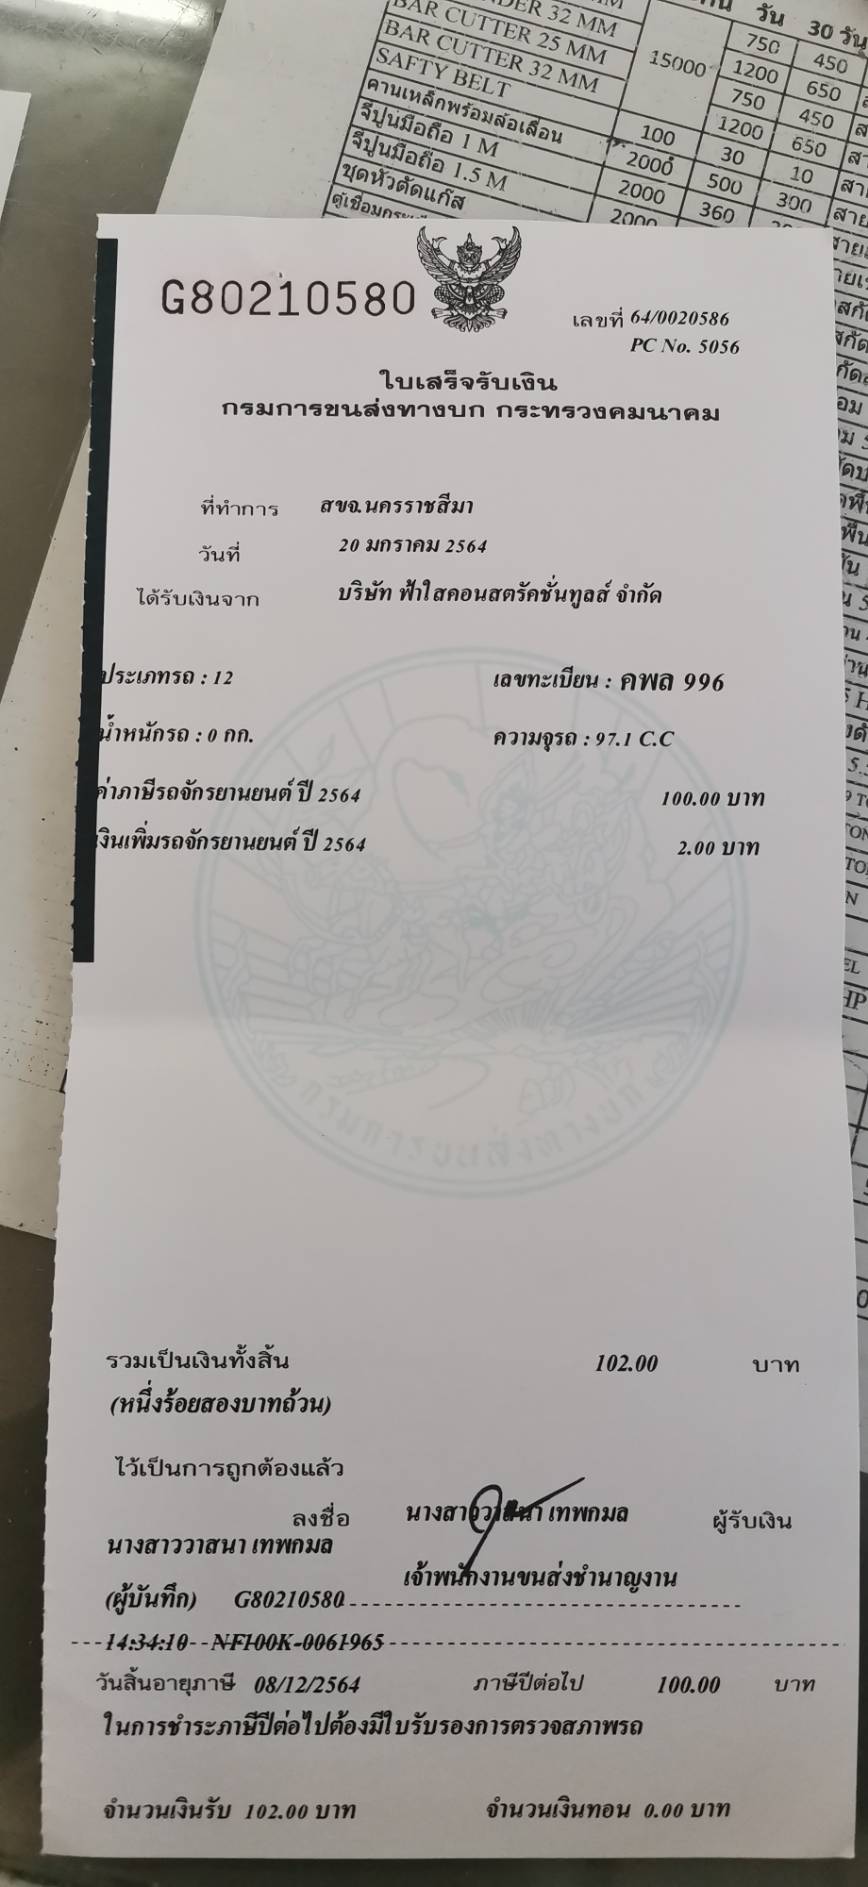 DER 32 MM
BAR CUTTER 25 MM
BAR CUTTER 32 MM
SAFTY BELT
คานเหล็กพร้อมล้อเลื่อน
จี้ปูนมือถือ 1 M
จี้ปูนมือถือ 1.5 M
ชุดหัวตัดแก๊ส
วัน 30 วัน
15000 750 450
1200 650
750 450
100 1200 650
2000 30 10
2000 500 300
2000 360
G80210580
เลขที่ 64/0020586
PC No. 5056
ใบเสร็จรับเงิน
กรมการขนส่งทางบก กระทรวงคมนาคม
ที่ทำการ สขจ.นครราชสีมา
วันที่ 20 มกราคม 2564
ได้รับเงินจาก บริษัท ฟ้าใสคอนสตรัคชั่นทูลส์ จำกัด
ประเภทรถ : 12 เลขทะเบียน : คพล 996
น้ำหนักรถ : 0 กก. ความจุรถ : 97.1 C.C
ค่าภาษีรถจักรยานยนต์ ปี 2564 100.00 บาท
เงินเพิ่มรถจักรยานยนต์ ปี 2564 2.00 บาท
กรมการขนส่งทางบก
รวมเป็นเงินทั้งสิ้น 102.00 บาท
(หนึ่งร้อยสองบาทถ้วน)
ไว้เป็นการถูกต้องแล้ว
ลงชื่อ นางสาววาสนา เทพกมล ผู้รับเงิน
นางสาววาสนา เทพกมล
เจ้าพนักงานขนส่งชำนาญงาน
(ผู้บันทึก) G80210580
14:34:10 NFI00K-0061965
วันสิ้นอายุภาษี 08/12/2564 ภาษีปีต่อไป 100.00 บาท
ในการชำระภาษีปีต่อไปต้องมีใบรับรองการตรวจสภาพรถ
จำนวนเงินรับ 102.00 บาท จำนวนเงินทอน 0.00 บาท